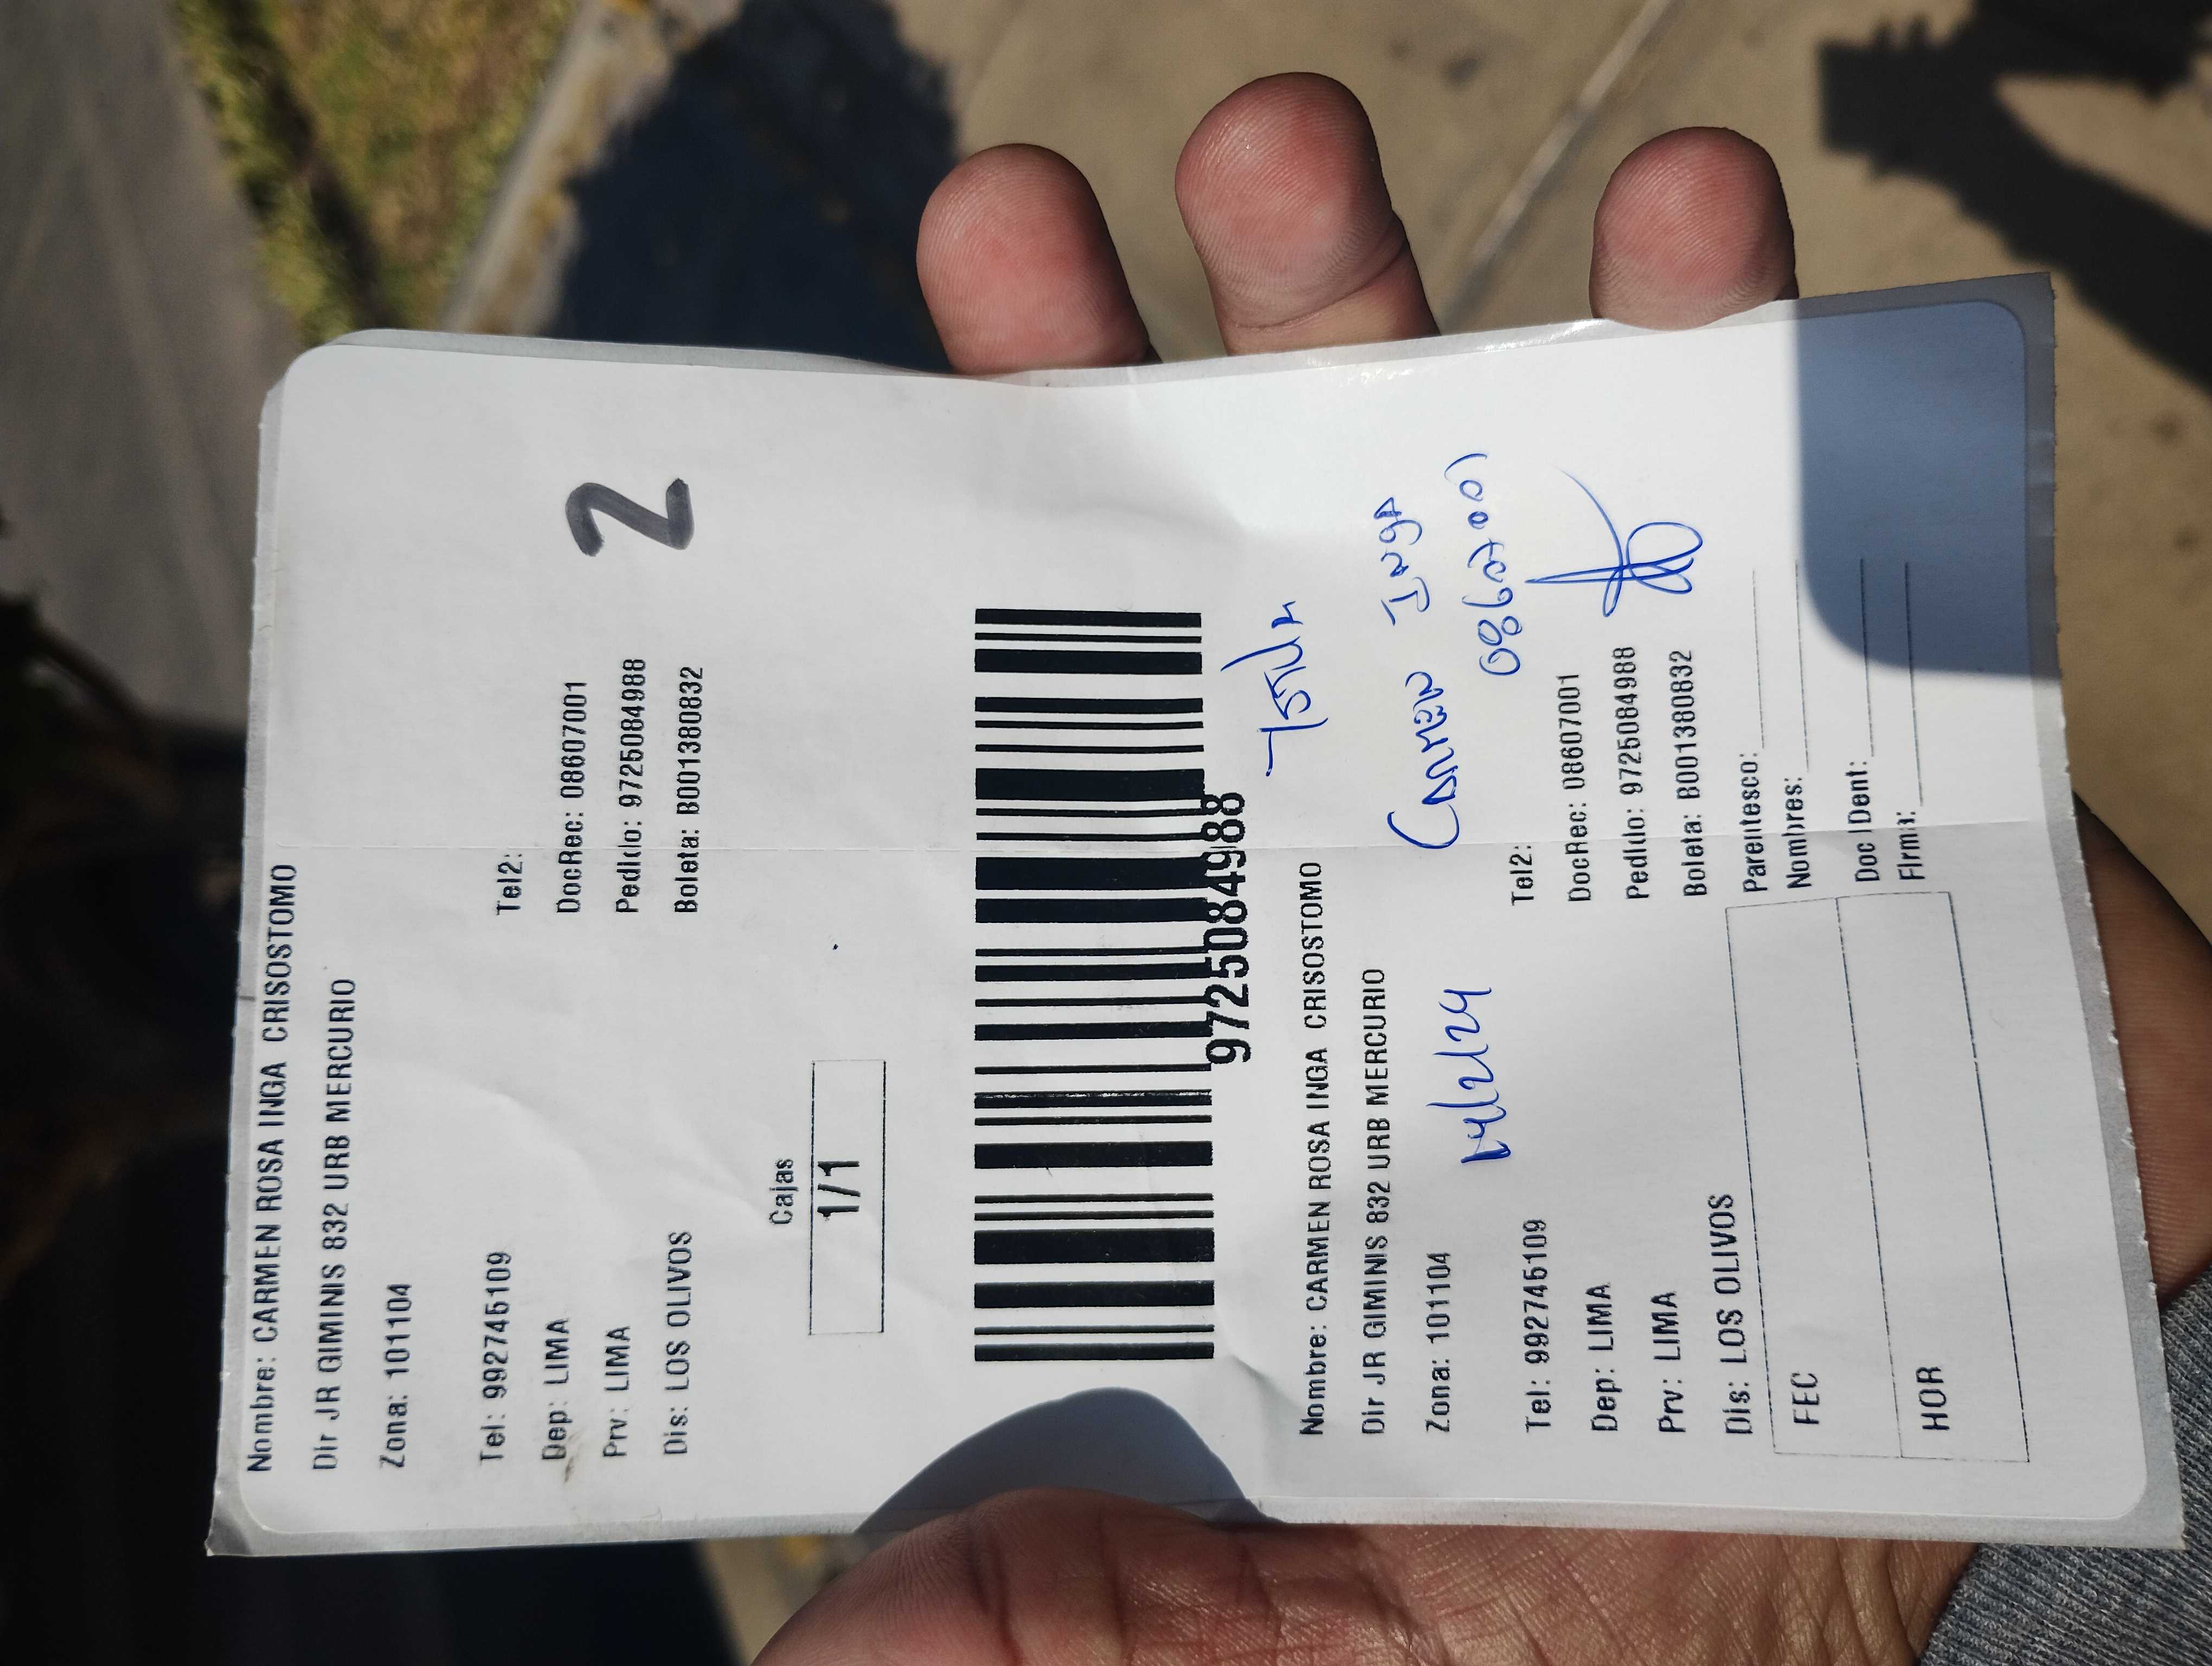 Nombre: CARMEN ROSA INGA CRISOSTOMO
Dir JR GIMINIS 832 URB MERCURIO
Zona: 101104
Tel: 992745109 Tel2:
Dep: LIMA DocRec: 08607001
Prv: LIMA Pedido: 9725084988
Dis: LOS OLIVOS Boleta: B001380832
2
Cajas
1/1
9725084988
Nombre: CARMEN ROSA INGA CRISOSTOMO
Dir JR GIMINIS 832 URB MERCURIO
Carmen Inga
Zona: 101104
14/2/24 08607001
Tel: 992745109 Tel2:
Dep: LIMA DocRec: 08607001
Prv: LIMA Pedido: 9725084988
Dis: LOS OLIVOS Boleta: B001380832
FEC
HOR
Parentesco:
Nombres:
Doc IDent:
Firma: